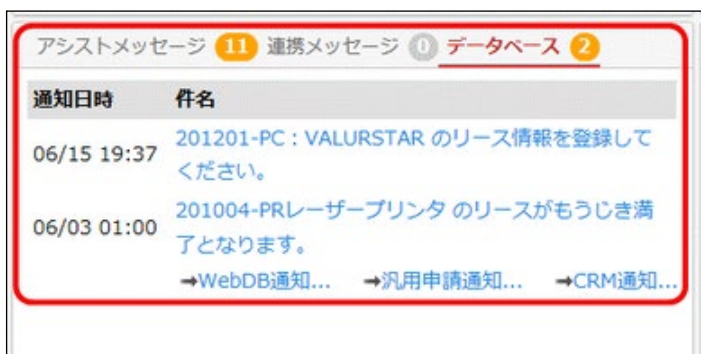 アシストメッセージ 11 連携メッセージ 0 データベース 2
通知日時 件名
06/15 19:37 201201-PC：VALURSTAR のリース情報を登録して
ください。
06/03 01:00 201004-PRレーザープリンタ のリースがもうじき満
了となります。
➡WebDB通知... ➡汎用申請通知... ➡CRM通知...